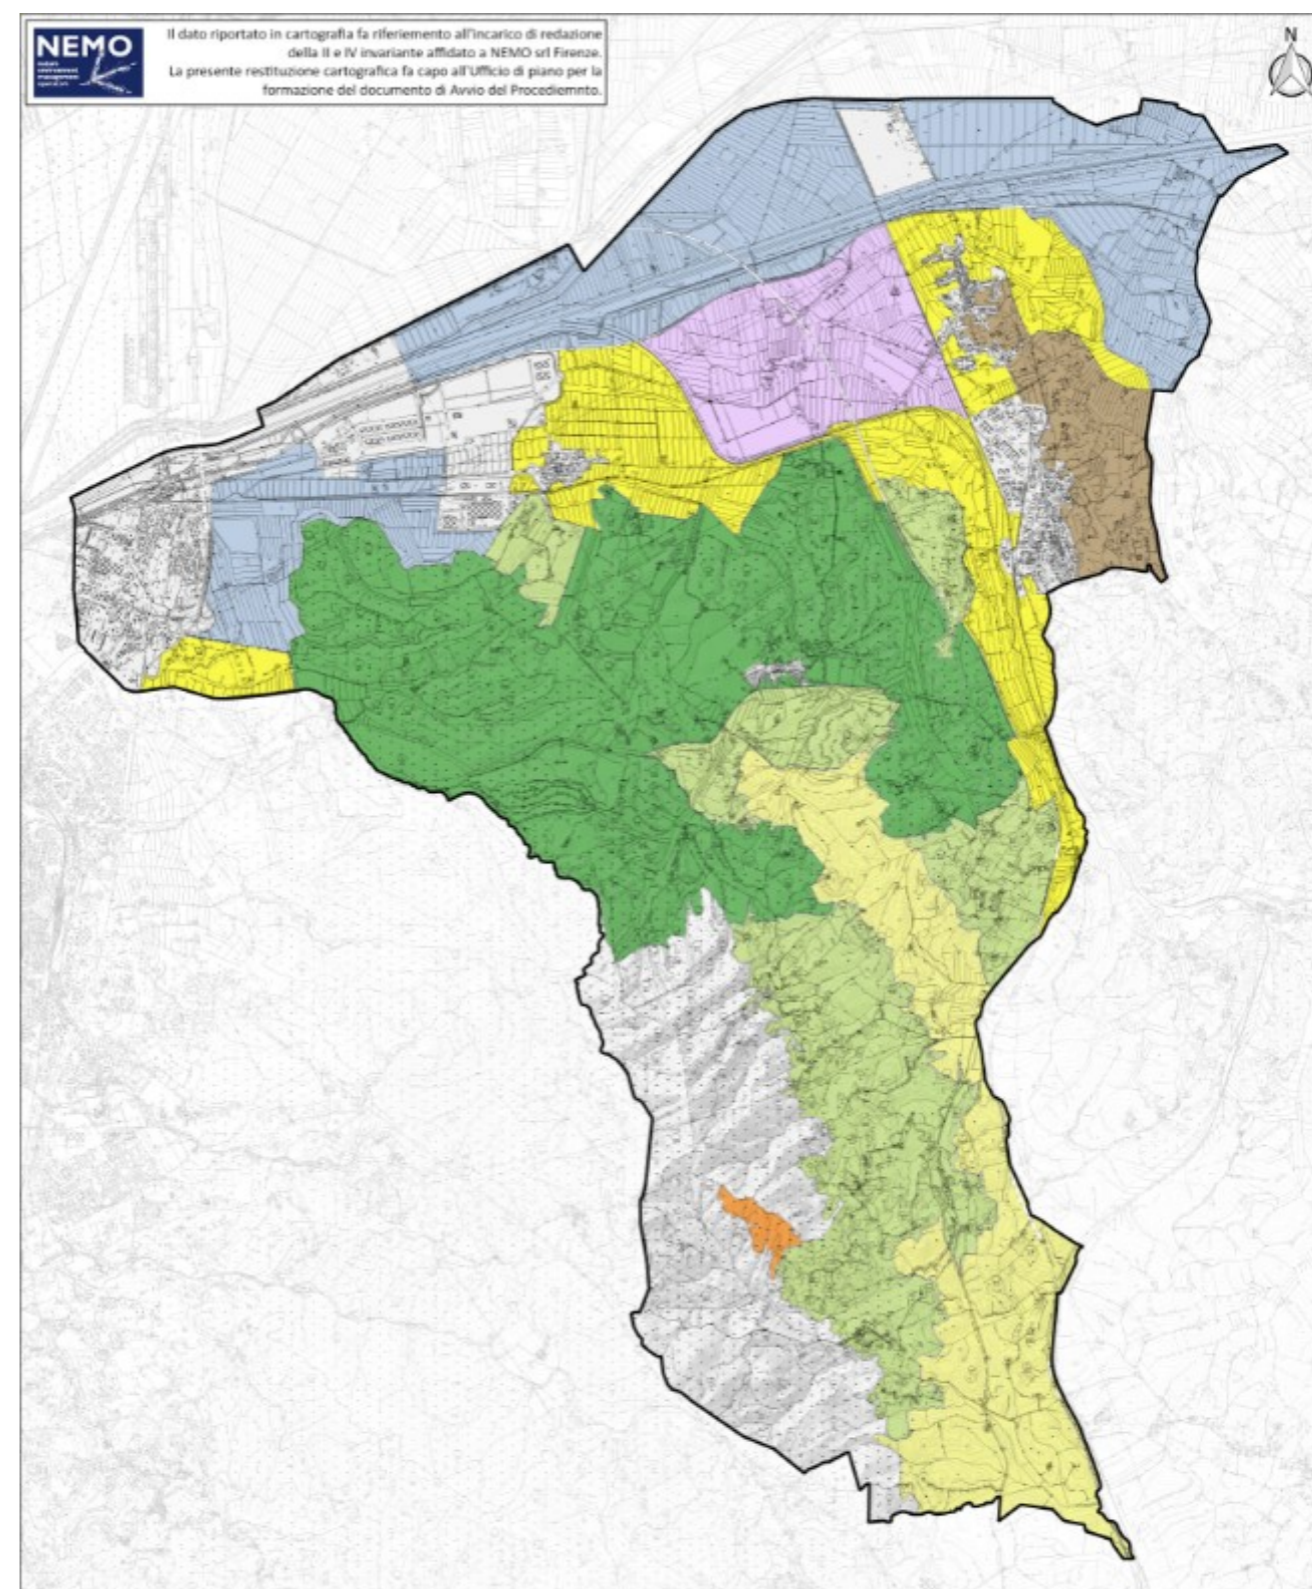 NEMO
Il dato riportato in cartografia fa riferiemento all'incarico di redazione
della II e IV invariante affidato a NEMO srl Firenze.
La presente restituzione cartografica fa capo all'Ufficio di piano per la
formazione del documento di Avvio del Procediemnto.
N